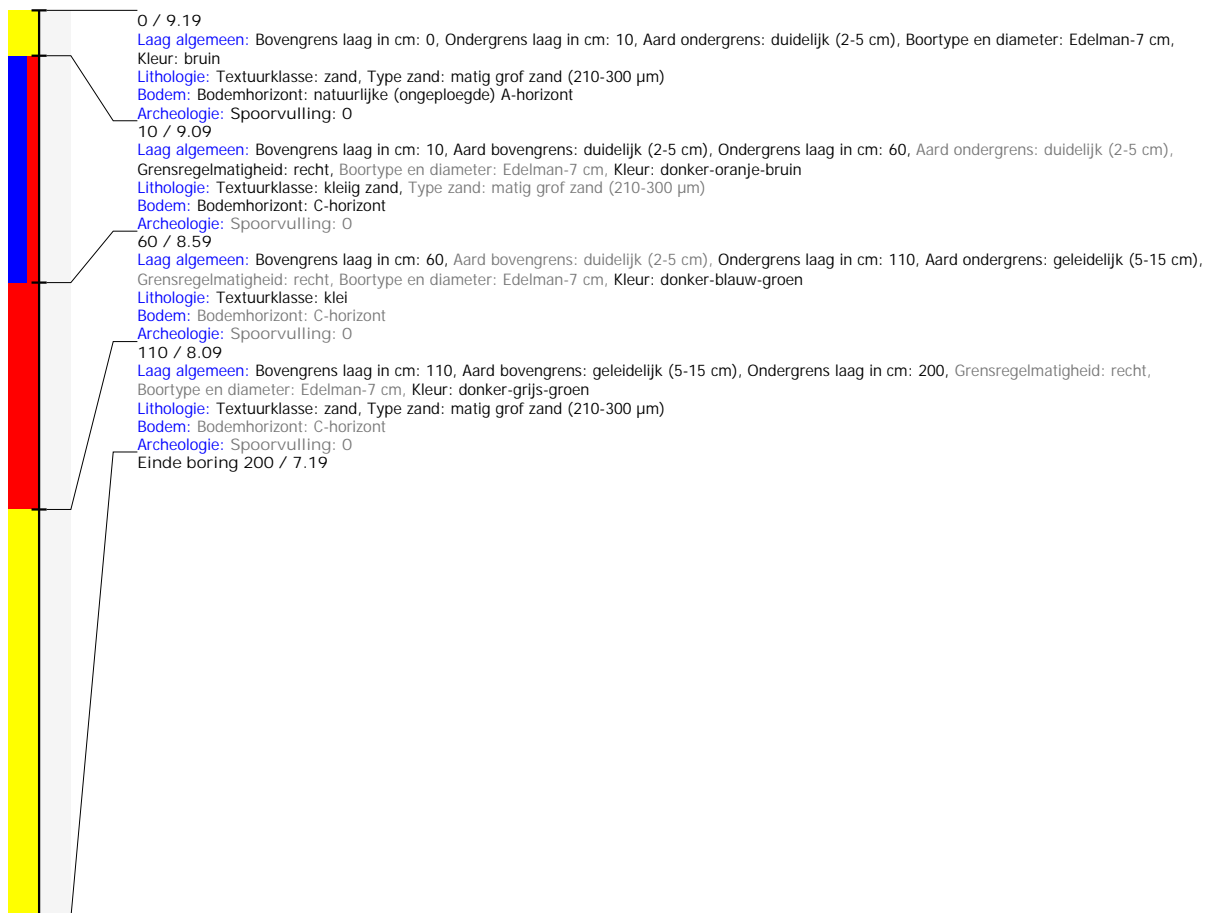 0 / 9.19
Laag algemeen: Bovengrens laag in cm: 0, Ondergrens laag in cm: 10, Aard ondergrens: duidelijk (2-5 cm), Boortype en diameter: Edelman-7 cm,
Kleur: bruin
Lithologie: Textuurklasse: zand, Type zand: matig grof zand (210-300 µm)
Bodem: Bodemhorizont: natuurlijke (ongeploegde) A-horizont
Archeologie: Spoorvulling: 0
10 / 9.09
Laag algemeen: Bovengrens laag in cm: 10, Aard bovengrens: duidelijk (2-5 cm), Ondergrens laag in cm: 60, Aard ondergrens: duidelijk (2-5 cm),
Grensregelmatigheid: recht, Boortype en diameter: Edelman-7 cm, Kleur: donker-oranje-bruin
Lithologie: Textuurklasse: kleiig zand, Type zand: matig grof zand (210-300 µm)
Bodem: Bodemhorizont: C-horizont
Archeologie: Spoorvulling: 0
60 / 8.59
Laag algemeen: Bovengrens laag in cm: 60, Aard bovengrens: duidelijk (2-5 cm), Ondergrens laag in cm: 110, Aard ondergrens: geleidelijk (5-15 cm),
Grensregelmatigheid: recht, Boortype en diameter: Edelman-7 cm, Kleur: donker-blauw-groen
Lithologie: Textuurklasse: klei
Bodem: Bodemhorizont: C-horizont
Archeologie: Spoorvulling: 0
110 / 8.09
Laag algemeen: Bovengrens laag in cm: 110, Aard bovengrens: geleidelijk (5-15 cm), Ondergrens laag in cm: 200, Grensregelmatigheid: recht,
Boortype en diameter: Edelman-7 cm, Kleur: donker-grijs-groen
Lithologie: Textuurklasse: zand, Type zand: matig grof zand (210-300 µm)
Bodem: Bodemhorizont: C-horizont
Archeologie: Spoorvulling: 0
Einde boring 200 / 7.19